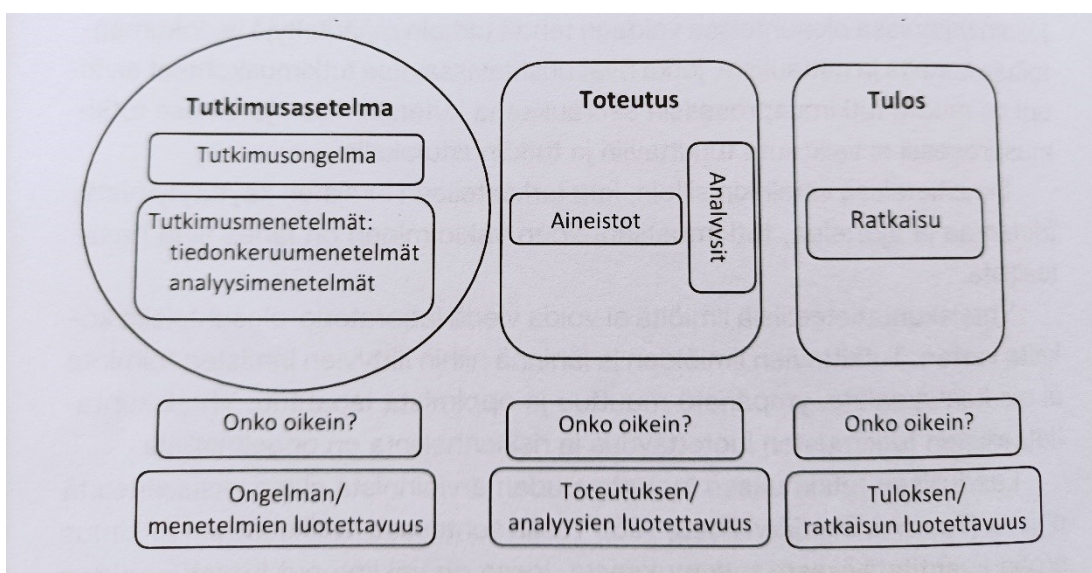 Tutkimusasetelma
Tutkimusongelma
Tutkimusmenetelmät:
tiedonkeruumenetelmät
analyysimenetelmät
Toteutus
Aineistot
Analyysit
Tulos
Ratkaisu
Onko oikein?
Ongelman/
menetelmien luotettavuus
Onko oikein?
Toteutuksen/
analyysien luotettavuus
Onko oikein?
Tuloksen/
ratkaisun luotettavuus